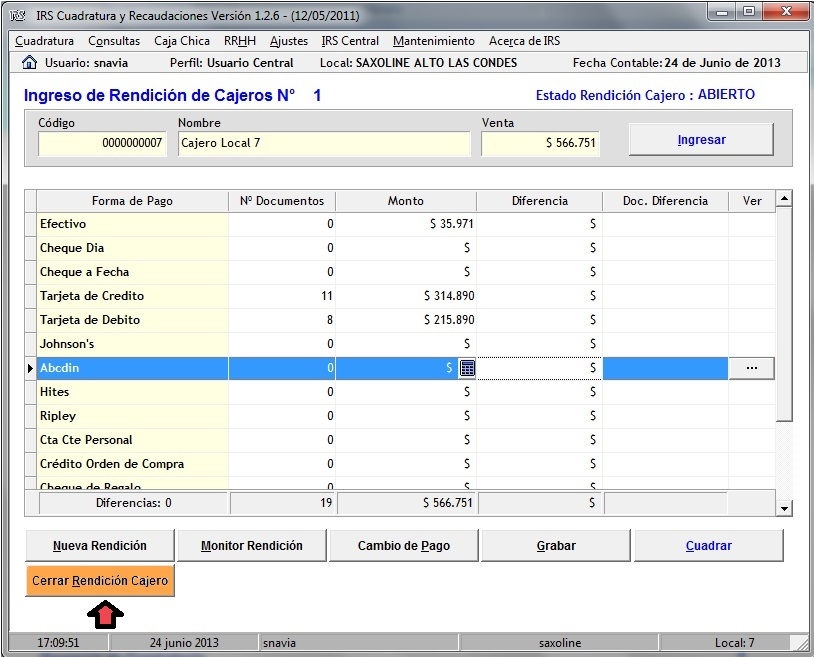 IRS Cuadratura y Recaudaciones Versión 1.2.6 - (12/05/2011)
Cuadratura Consultas Caja Chica RRHH Ajustes IRS Central Mantenimiento Acerca de IRS
Usuario: snavia Perfil: Usuario Central Local: SAXOLINE ALTO LAS CONDES Fecha Contable: 24 de Junio de 2013
Ingreso de Rendición de Cajeros N° 1 Estado Rendición Cajero : ABIERTO
Código Nombre Venta
0000000007 Cajero Local 7 $ 566.751 Ingresar
Forma de Pago Nº Documentos Monto Diferencia Doc. Diferencia Ver
Efectivo 0 $ 35.971 $
Cheque Dia 0 $ $
Cheque a Fecha 0 $ $
Tarjeta de Credito 11 $ 314.890 $
Tarjeta de Debito 8 $ 215.890 $
Johnson's 0 $ $
Abcdin 0 $ $ ...
Hites 0 $ $
Ripley 0 $ $
Cta Cte Personal 0 $ $
Crédito Orden de Compra 0 $ $
Cheque de Regalo 0 $ $
Diferencias: 0 19 $ 566.751 $
Nueva Rendición Monitor Rendición Cambio de Pago Grabar Cuadrar
Cerrar Rendición Cajero
17:09:51 24 junio 2013 snavia saxoline Local: 7